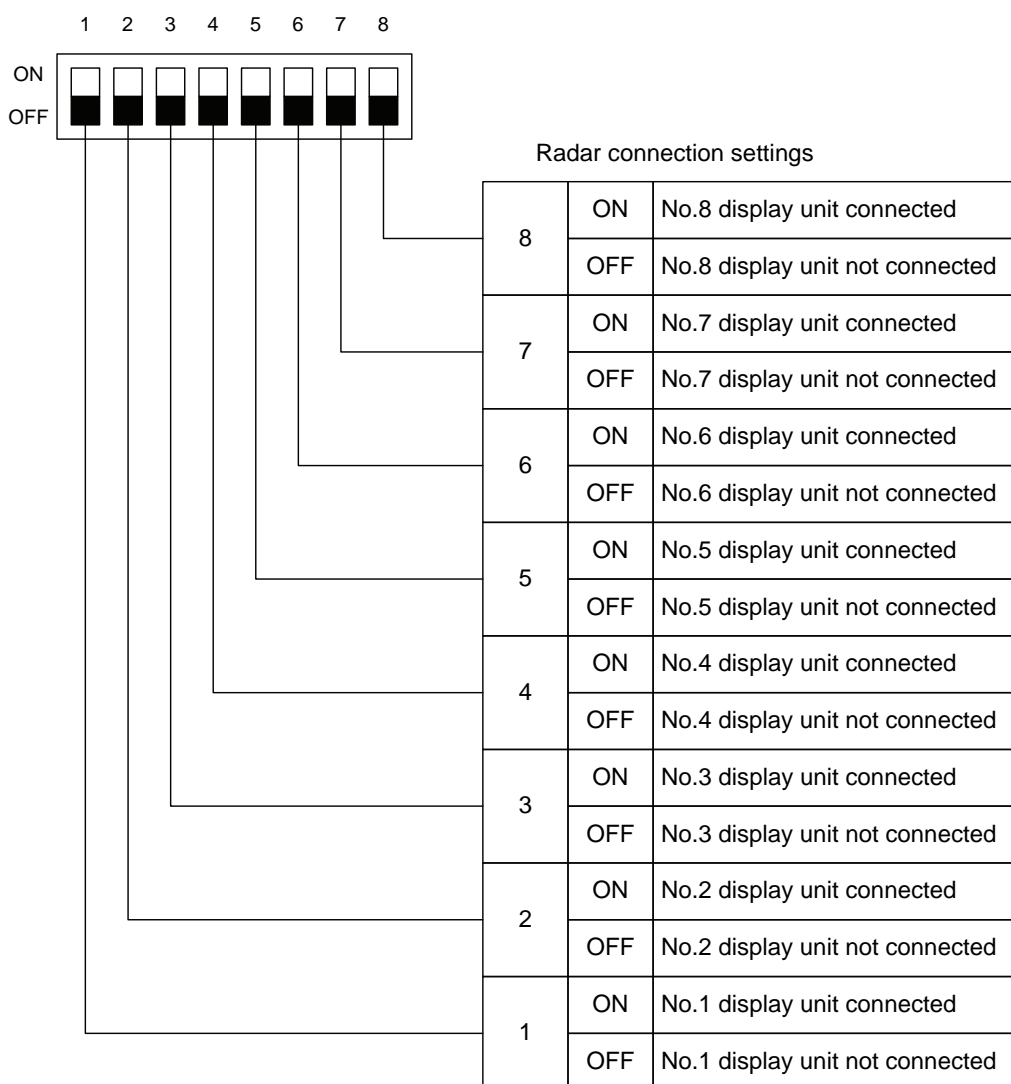 1 2 3 4 5 6 7 8
ON
OFF
Radar connection settings
8 ON No.8 display unit connected
OFF No.8 display unit not connected
7 ON No.7 display unit connected
OFF No.7 display unit not connected
6 ON No.6 display unit connected
OFF No.6 display unit not connected
5 ON No.5 display unit connected
OFF No.5 display unit not connected
4 ON No.4 display unit connected
OFF No.4 display unit not connected
3 ON No.3 display unit connected
OFF No.3 display unit not connected
2 ON No.2 display unit connected
OFF No.2 display unit not connected
1 ON No.1 display unit connected
OFF No.1 display unit not connected